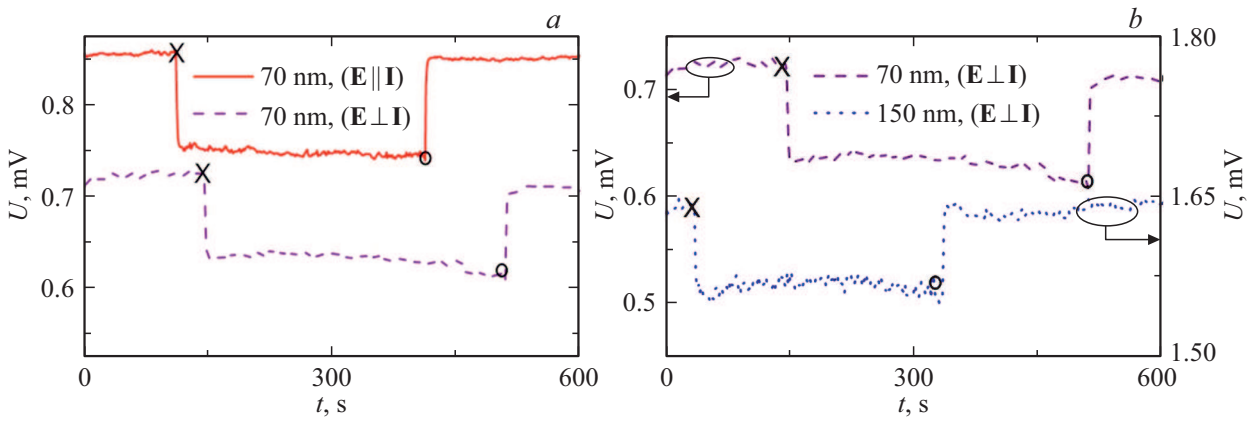 a
0.8
0.7
0.6
U, mV
0
300
600
t, s
70 nm, (E || I)
70 nm, (E⊥I)
X
o
X
o
b
0.7
0.6
0.5
U, mV
1.80
1.65
1.50
U, mV
0
300
600
t, s
70 nm, (E⊥I)
150 nm, (E⊥I)
X
o
X
o